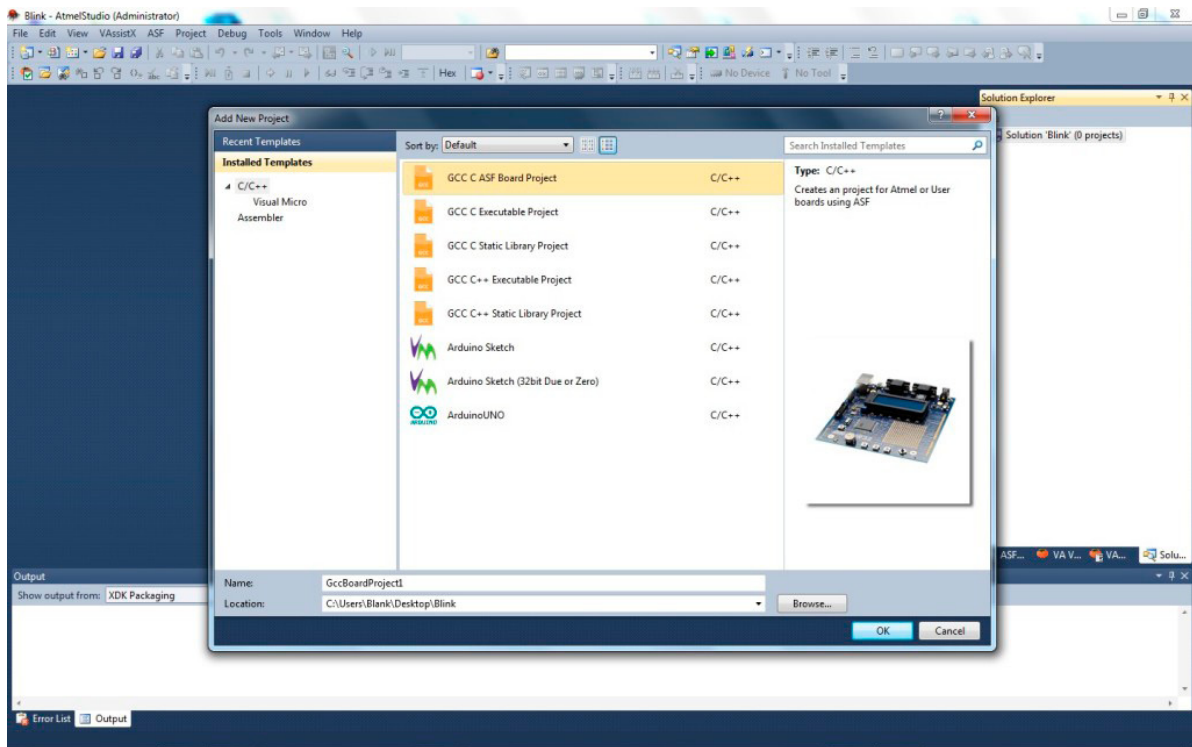 Blink - AtmelStudio (Administrator)
File Edit View VAssistX ASF Project Debug Tools Window Help
Hex No Device No Tool
Solution Explorer
Solution 'Blink' (0 projects)
Add New Project
Recent Templates
Installed Templates
C/C++
Visual Micro
Assembler
Sort by: Default
Search Installed Templates
GCC C ASF Board Project C/C++
GCC C Executable Project C/C++
GCC C Static Library Project C/C++
GCC C++ Executable Project C/C++
GCC C++ Static Library Project C/C++
Arduino Sketch C/C++
Arduino Sketch (32bit Due or Zero) C/C++
ArduinoUNO C/C++
Type: C/C++
Creates an project for Atmel or User
boards using ASF
Name: GccBoardProject1
Location: C:\Users\Blank\Desktop\Blink
Browse...
OK Cancel
ASF... VA V... VA... Solu...
Output
Show output from: XDK Packaging
Error List Output